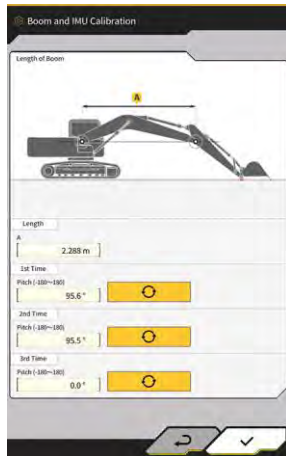 Boom and IMU Calibration
Length of Boom
A
Length
A
[ 2.288 m ]
1st Time
Pitch (-180~180)
[ 95.6 ° ]
2nd Time
Pitch (-180~180)
[ 95.5 ° ]
3rd Time
Pitch (-180~180)
[ 0.0 ° ]